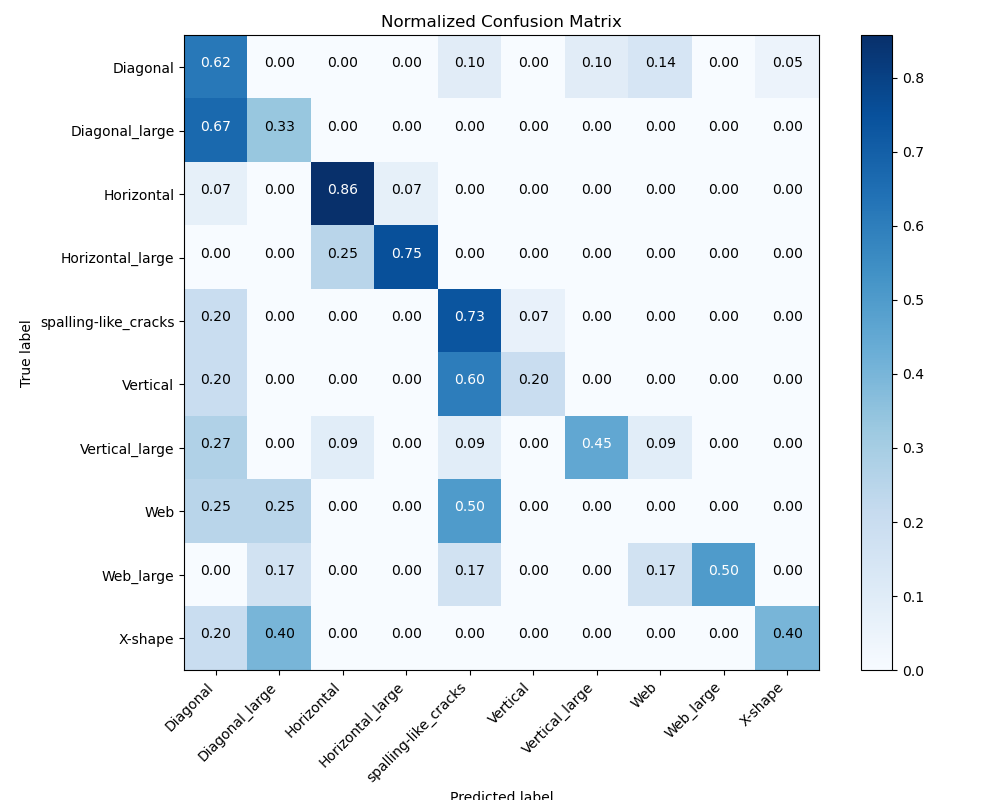 Normalized Confusion Matrix
Diagonal 0.62 0.00 0.00 0.00 0.10 0.00 0.10 0.14 0.00 0.05
Diagonal_large 0.67 0.33 0.00 0.00 0.00 0.00 0.00 0.00 0.00 0.00
Horizontal 0.07 0.00 0.86 0.07 0.00 0.00 0.00 0.00 0.00 0.00
Horizontal_large 0.00 0.00 0.25 0.75 0.00 0.00 0.00 0.00 0.00 0.00
spalling-like_cracks 0.20 0.00 0.00 0.00 0.73 0.07 0.00 0.00 0.00 0.00
Vertical 0.20 0.00 0.00 0.00 0.60 0.20 0.00 0.00 0.00 0.00
Vertical_large 0.27 0.00 0.09 0.00 0.09 0.00 0.45 0.09 0.00 0.00
Web 0.25 0.25 0.00 0.00 0.50 0.00 0.00 0.00 0.00 0.00
Web_large 0.00 0.17 0.00 0.00 0.17 0.00 0.00 0.17 0.50 0.00
X-shape 0.20 0.40 0.00 0.00 0.00 0.00 0.00 0.00 0.00 0.40
True label
Diagonal
Diagonal_large
Horizontal
Horizontal_large
spalling-like_cracks
Vertical
Vertical_large
Web
Web_large
X-shape
Predicted label
0.8
0.7
0.6
0.5
0.4
0.3
0.2
0.1
0.0